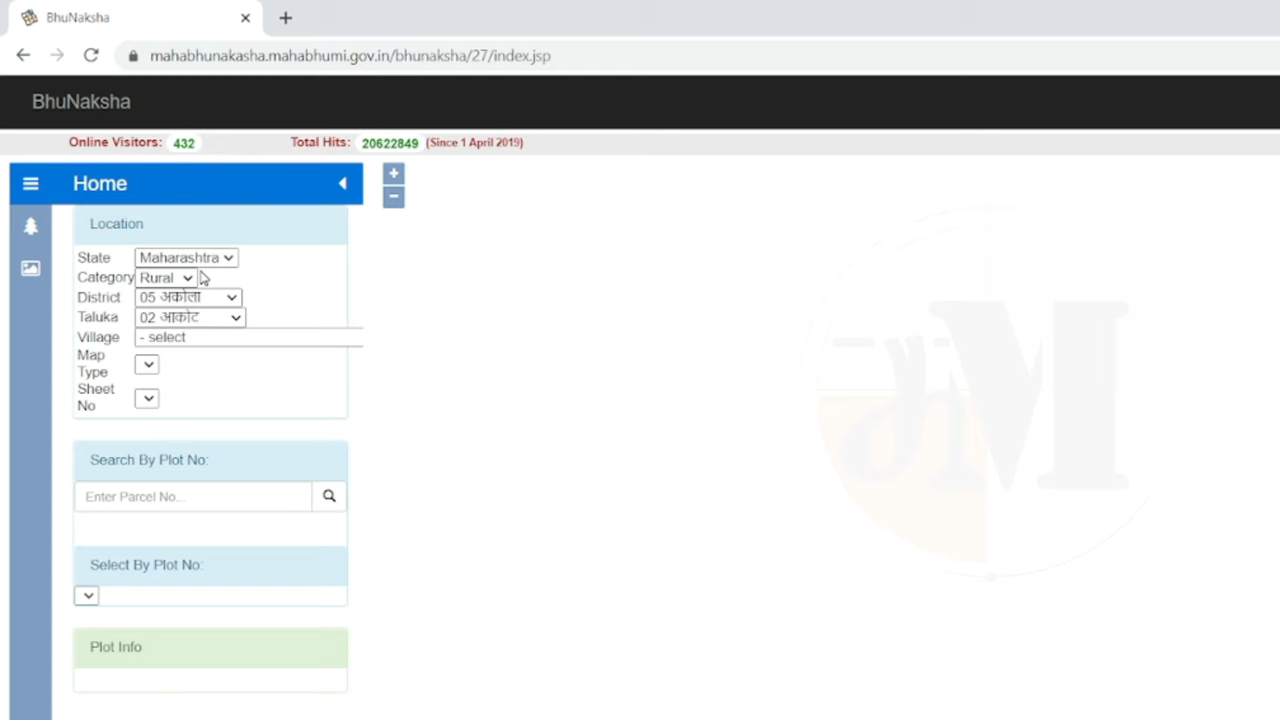 BhuNaksha
mahabhunakasha.mahabhumi.gov.in/bhunaksha/27/index.jsp
BhuNaksha
Online Visitors: 432 Total Hits: 20622849 (Since 1 April 2019)
Home
Location
State Maharashtra
Category Rural
District 05 अकोला
Taluka 02 आकोट
Village - select
Map
Type
Sheet
No
Search By Plot No:
Enter Parcel No...
Select By Plot No:
Plot Info
M